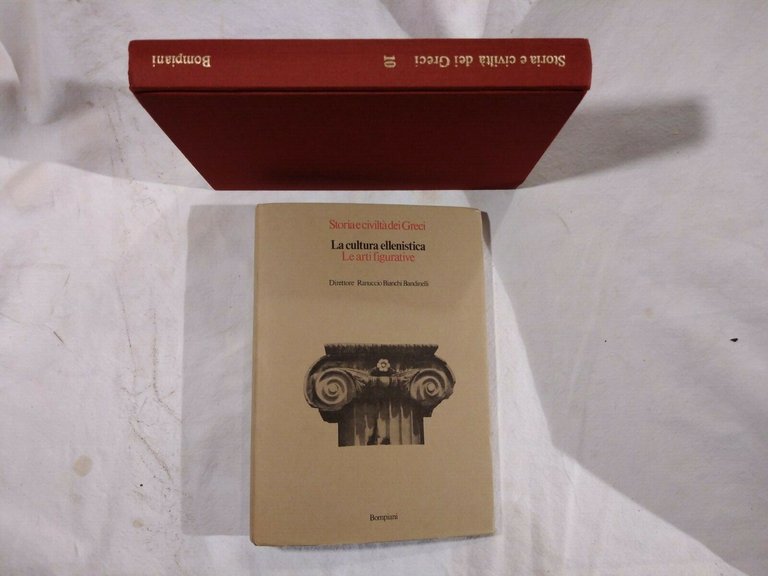 Storia e civiltà dei Greci 10 Bompiani
Storia e civiltà dei Greci
La cultura ellenistica
Le arti figurative
Direttore Ranuccio Bianchi Bandinelli
Bompiani